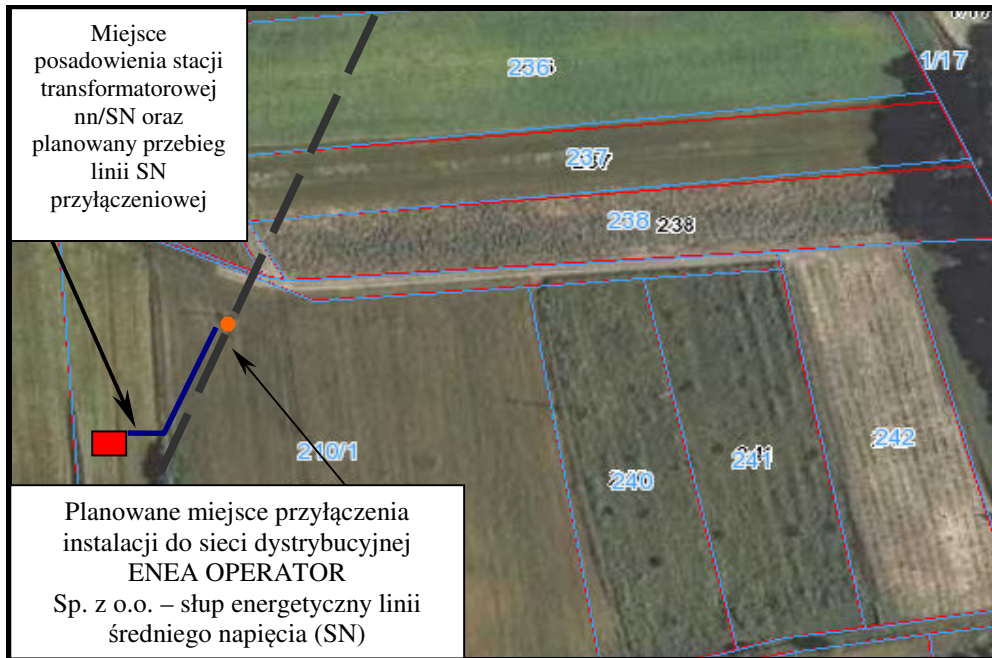 Miejsce
posadowienia stacji
transformatorowej
nn/SN oraz
planowany przebieg
linii SN
przyłączeniowej
236
1/17
237
238 238
210/1
240
241
242
Planowane miejsce przyłączenia
instalacji do sieci dystrybucyjnej
ENEA OPERATOR
Sp. z o.o. – słup energetyczny linii
średniego napięcia (SN)